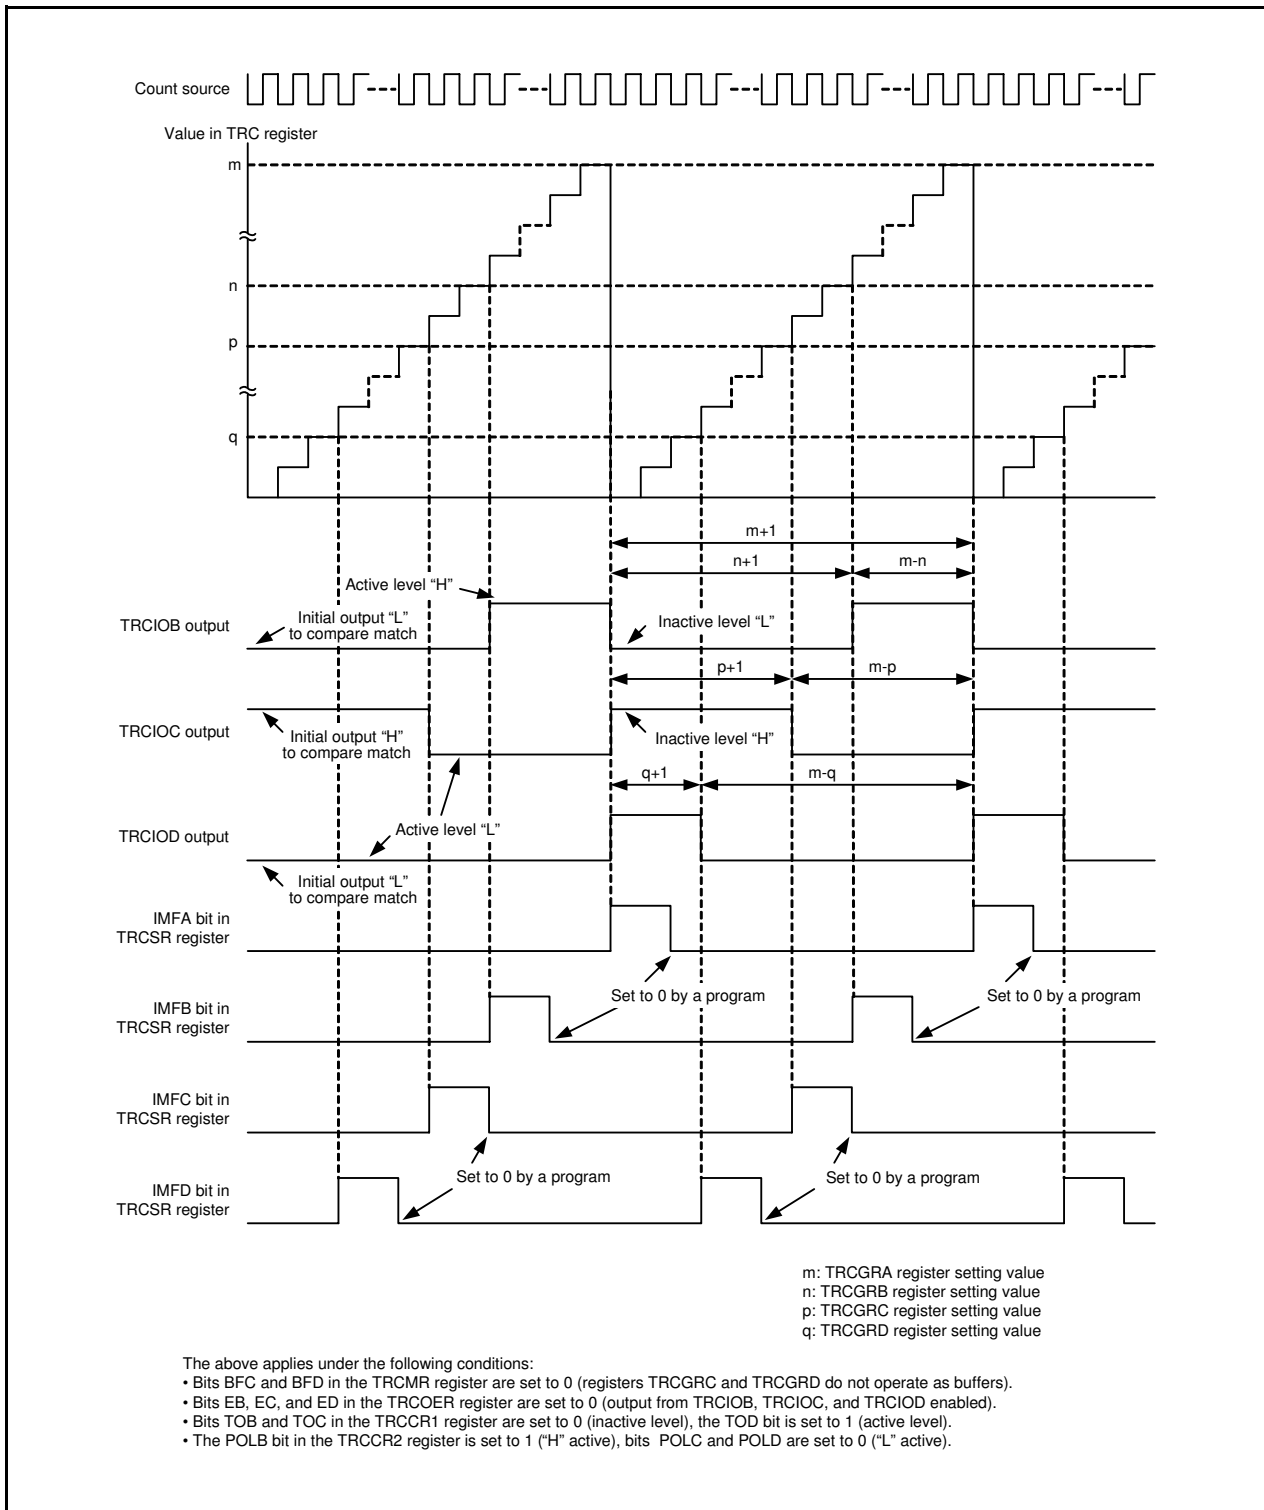 Count source
Value in TRC register
m
n
p
q
m+1
n+1
m-n
Active level “H”
Initial output “L”
to compare match
Inactive level “L”
TRCIOB output
p+1
m-p
Initial output “H”
to compare match
Inactive level “H”
TRCIOC output
q+1
m-q
Active level “L”
TRCIOD output
Initial output “L”
to compare match
IMFA bit in
TRCSR register
Set to 0 by a program
Set to 0 by a program
IMFB bit in
TRCSR register
IMFC bit in
TRCSR register
Set to 0 by a program
Set to 0 by a program
IMFD bit in
TRCSR register
m: TRCGRA register setting value
n: TRCGRB register setting value
p: TRCGRC register setting value
q: TRCGRD register setting value
The above applies under the following conditions:
• Bits BFC and BFD in the TRCMR register are set to 0 (registers TRCGRC and TRCGRD do not operate as buffers).
• Bits EB, EC, and ED in the TRCOER register are set to 0 (output from TRCIOB, TRCIOC, and TRCIOD enabled).
• Bits TOB and TOC in the TRCCR1 register are set to 0 (inactive level), the TOD bit is set to 1 (active level).
• The POLB bit in the TRCCR2 register is set to 1 (“H” active), bits POLC and POLD are set to 0 (“L” active).